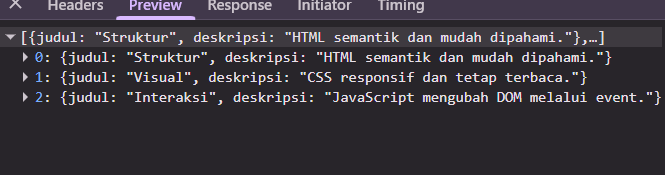 Headers Preview Response Initiator Timing
[{judul: "Struktur", deskripsi: "HTML semantik dan mudah dipahami."},…]
0: {judul: "Struktur", deskripsi: "HTML semantik dan mudah dipahami."}
1: {judul: "Visual", deskripsi: "CSS responsif dan tetap terbaca."}
2: {judul: "Interaksi", deskripsi: "JavaScript mengubah DOM melalui event."}